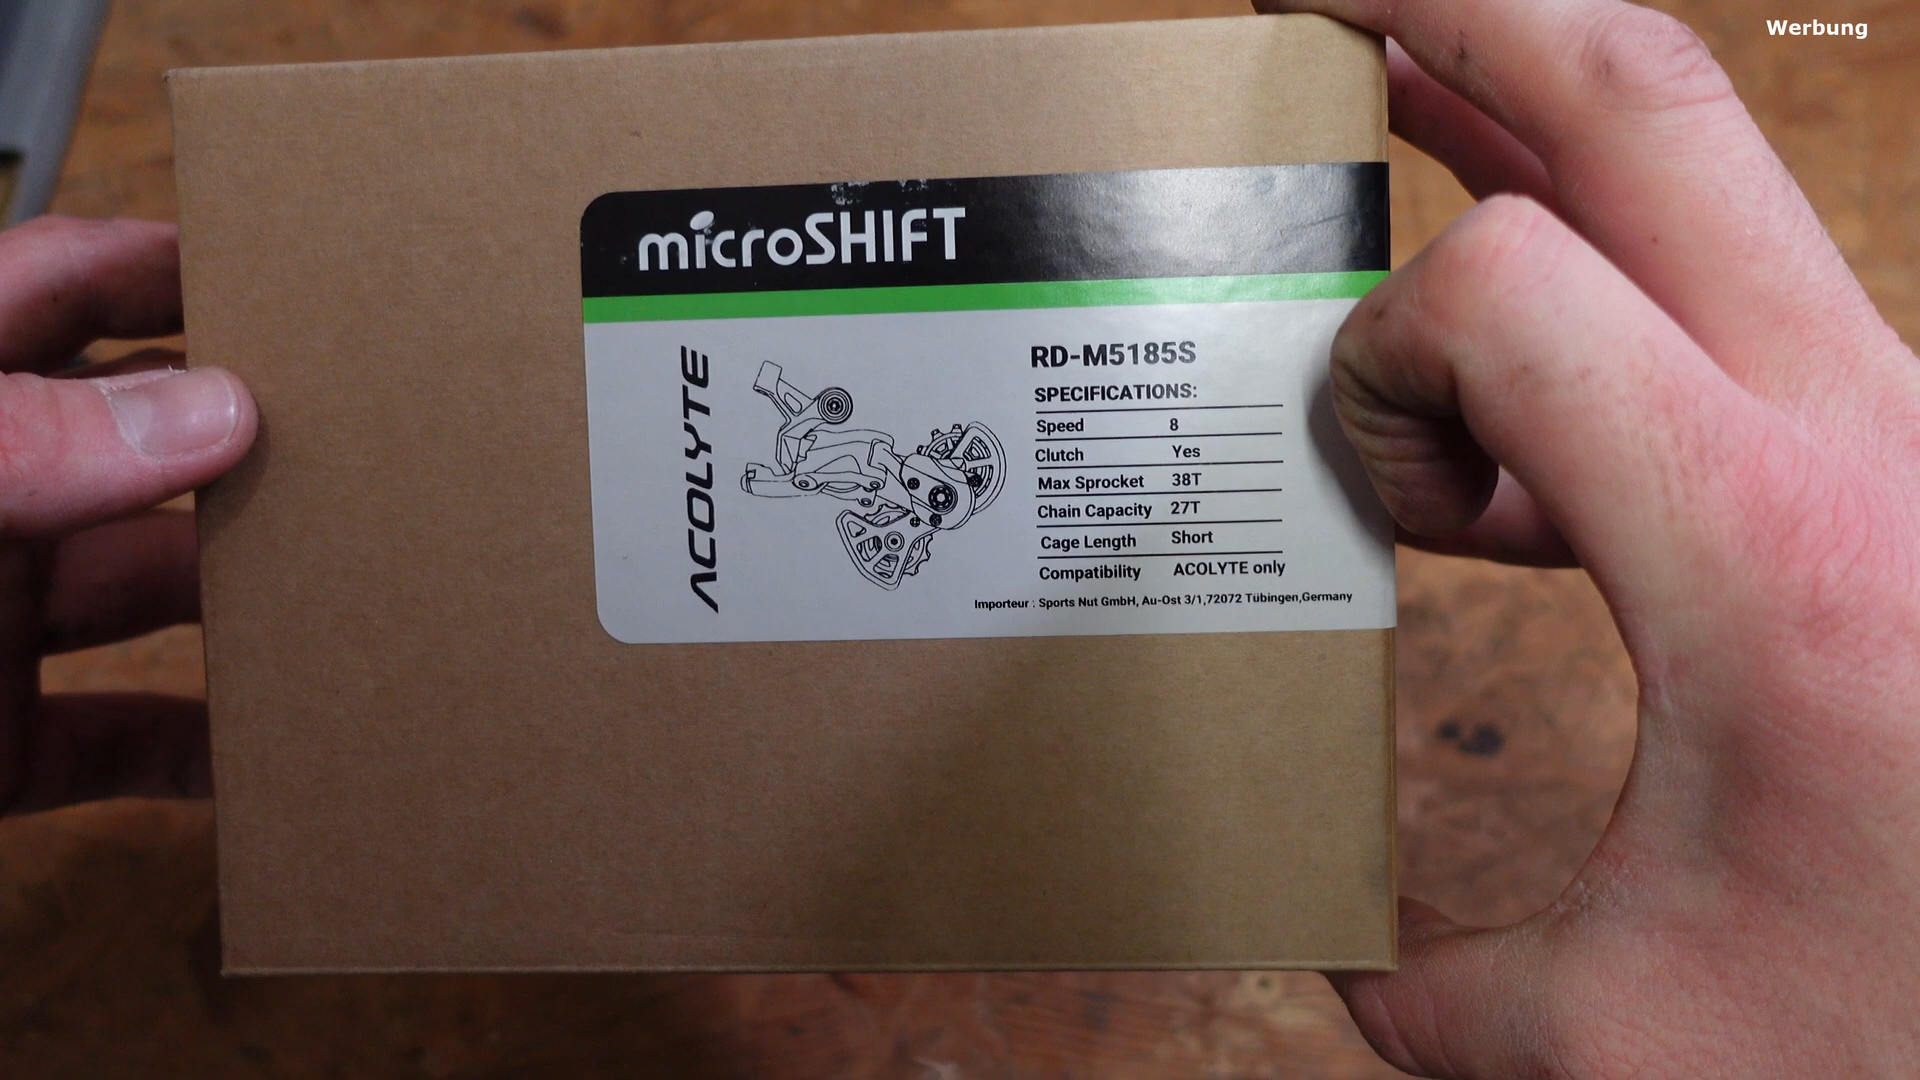 Werbung
microSHIFT
ACOLYTE
RD-M5185S
SPECIFICATIONS:
Speed 8
Clutch Yes
Max Sprocket 38T
Chain Capacity 27T
Cage Length Short
Compatibility ACOLYTE only
Importeur : Sports Nut GmbH, Au-Ost 3/1,72072 Tübingen,Germany